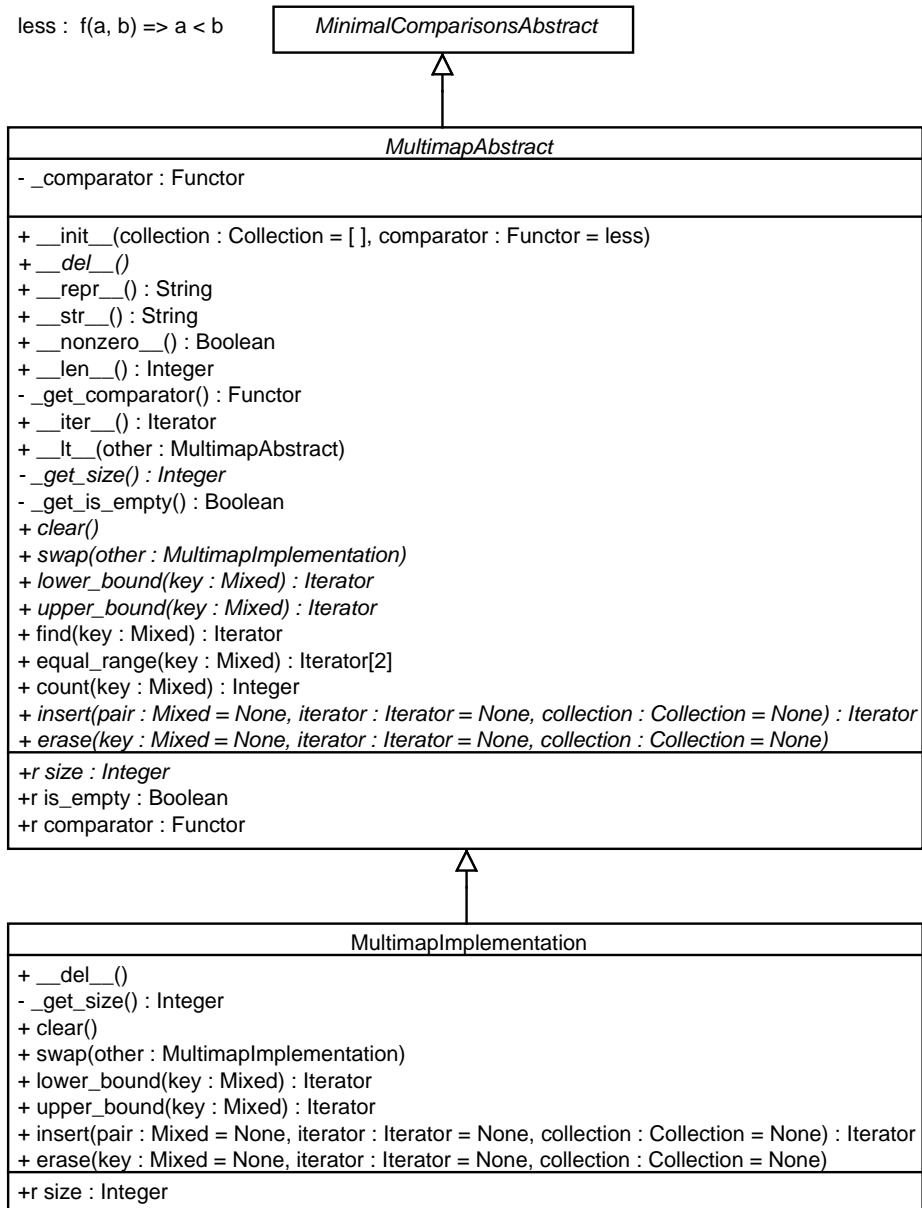 less : f(a, b) => a < b
MinimalComparisonsAbstract
MultimapAbstract
- _comparator : Functor
+ __init__(collection : Collection = [ ], comparator : Functor = less)
+ __del__()
+ __repr__() : String
+ __str__() : String
+ __nonzero__() : Boolean
+ __len__() : Integer
- _get_comparator() : Functor
+ __iter__() : Iterator
+ __lt__(other : MultimapAbstract)
- _get_size() : Integer
- _get_is_empty() : Boolean
+ clear()
+ swap(other : MultimapImplementation)
+ lower_bound(key : Mixed) : Iterator
+ upper_bound(key : Mixed) : Iterator
+ find(key : Mixed) : Iterator
+ equal_range(key : Mixed) : Iterator[2]
+ count(key : Mixed) : Integer
+ insert(pair : Mixed = None, iterator : Iterator = None, collection : Collection = None) : Iterator
+ erase(key : Mixed = None, iterator : Iterator = None, collection : Collection = None)
+r size : Integer
+r is_empty : Boolean
+r comparator : Functor
MultimapImplementation
+ __del__()
- _get_size() : Integer
+ clear()
+ swap(other : MultimapImplementation)
+ lower_bound(key : Mixed) : Iterator
+ upper_bound(key : Mixed) : Iterator
+ insert(pair : Mixed = None, iterator : Iterator = None, collection : Collection = None) : Iterator
+ erase(key : Mixed = None, iterator : Iterator = None, collection : Collection = None)
+r size : Integer